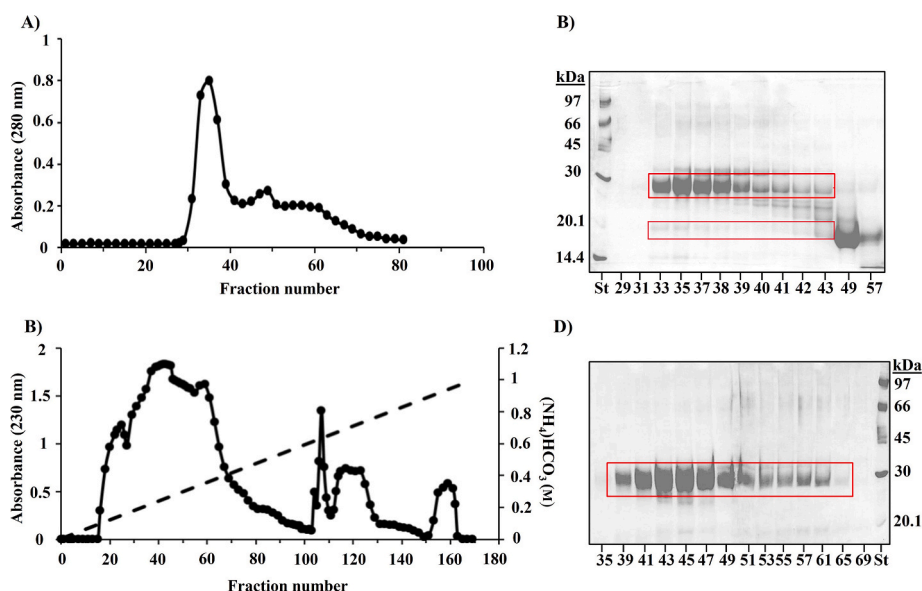 A)
Absorbance (280 nm)
1
0.8
0.6
0.4
0.2
0
0 20 40 60 80 100
Fraction number
B)
kDa
97
66
45
30
20.1
14.4
St 29 31 33 35 37 38 39 40 41 42 43 49 57
B)
Absorbance (230 nm)
2
1.5
1
0.5
0
1.2
1
0.8
0.6
0.4
0.2
0
(NH4)HCO3 (M)
0 20 40 60 80 100 120 140 160 180
Fraction number
D)
kDa
97
66
45
30
20.1
35 39 41 43 45 47 49 51 53 55 57 61 65 69 St